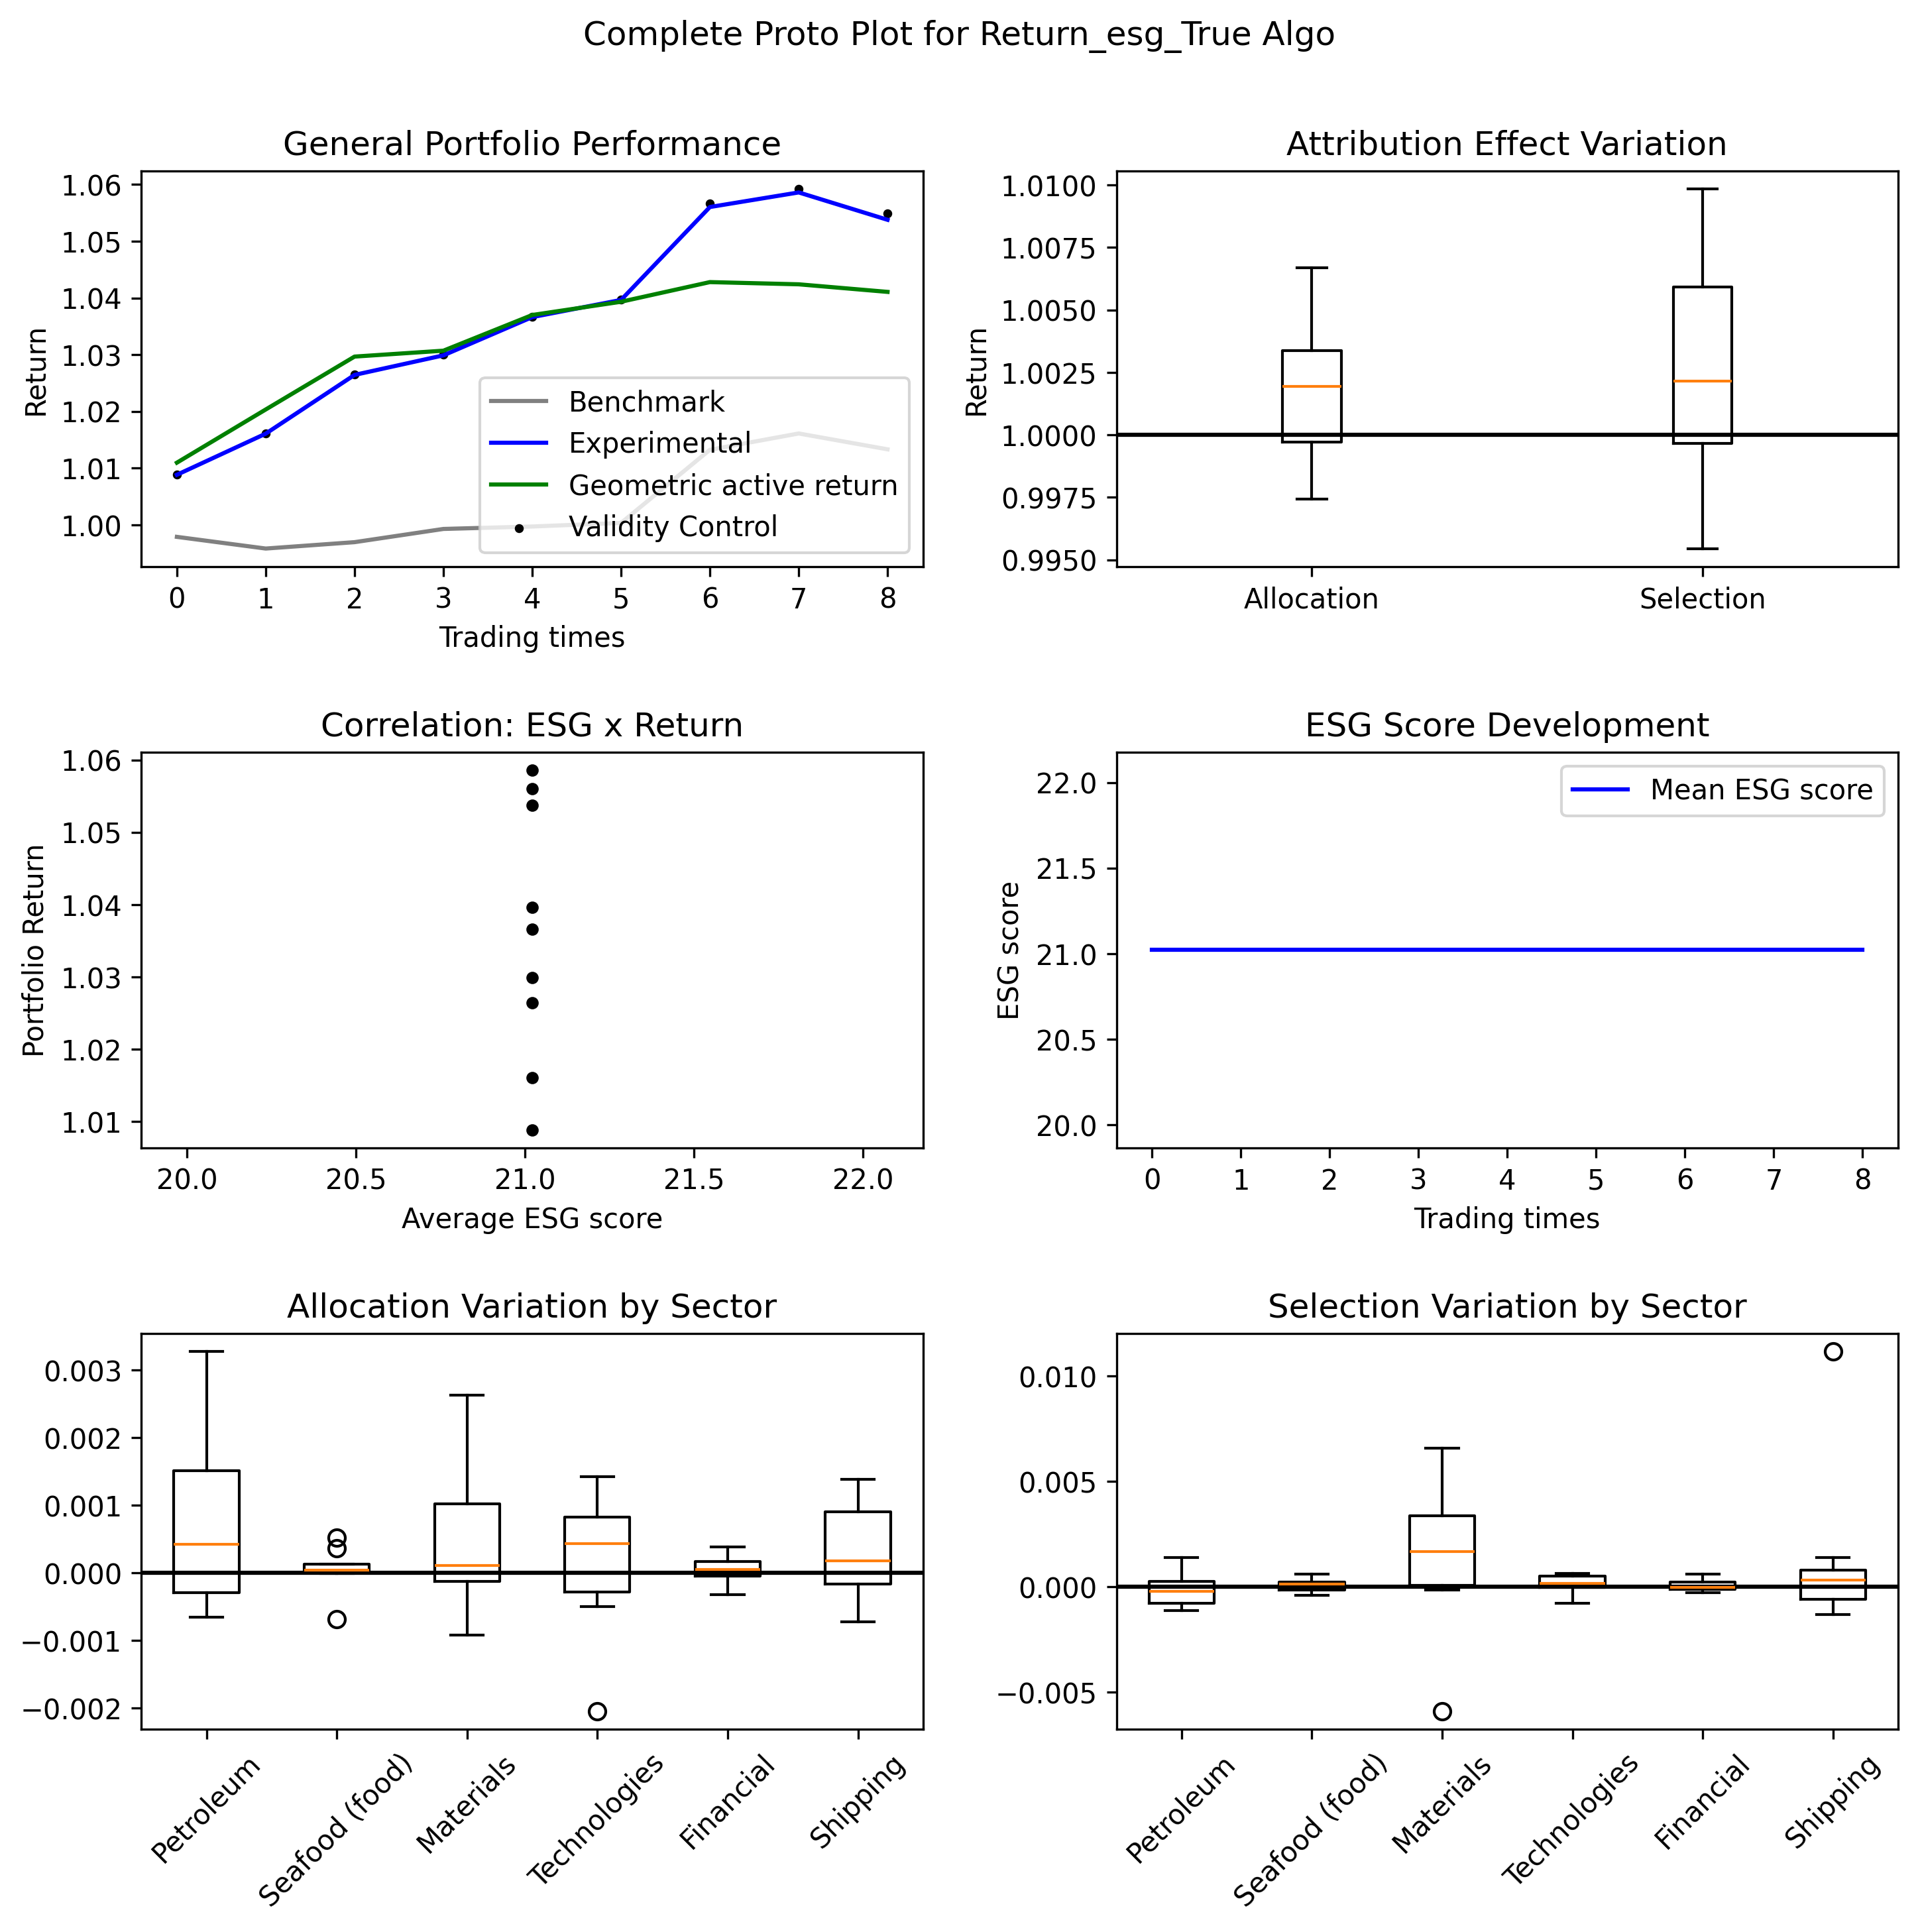 Complete Proto Plot for Return_esg_True Algo
General Portfolio Performance
Return
1.06
1.05
1.04
1.03
1.02
1.01
1.00
Benchmark
Experimental
Geometric active return
Validity Control
0 1 2 3 4 5 6 7 8
Trading times
Attribution Effect Variation
Return
1.0100
1.0075
1.0050
1.0025
1.0000
0.9975
0.9950
Allocation Selection
Correlation: ESG x Return
Portfolio Return
1.06
1.05
1.04
1.03
1.02
1.01
20.0 20.5 21.0 21.5 22.0
Average ESG score
ESG Score Development
ESG score
22.0
21.5
21.0
20.5
20.0
Mean ESG score
0 1 2 3 4 5 6 7 8
Trading times
Allocation Variation by Sector
0.003
0.002
0.001
0.000
−0.001
−0.002
Petroleum
Seafood (food)
Materials
Technologies
Financial
Shipping
Selection Variation by Sector
0.010
0.005
0.000
−0.005
Petroleum
Seafood (food)
Materials
Technologies
Financial
Shipping